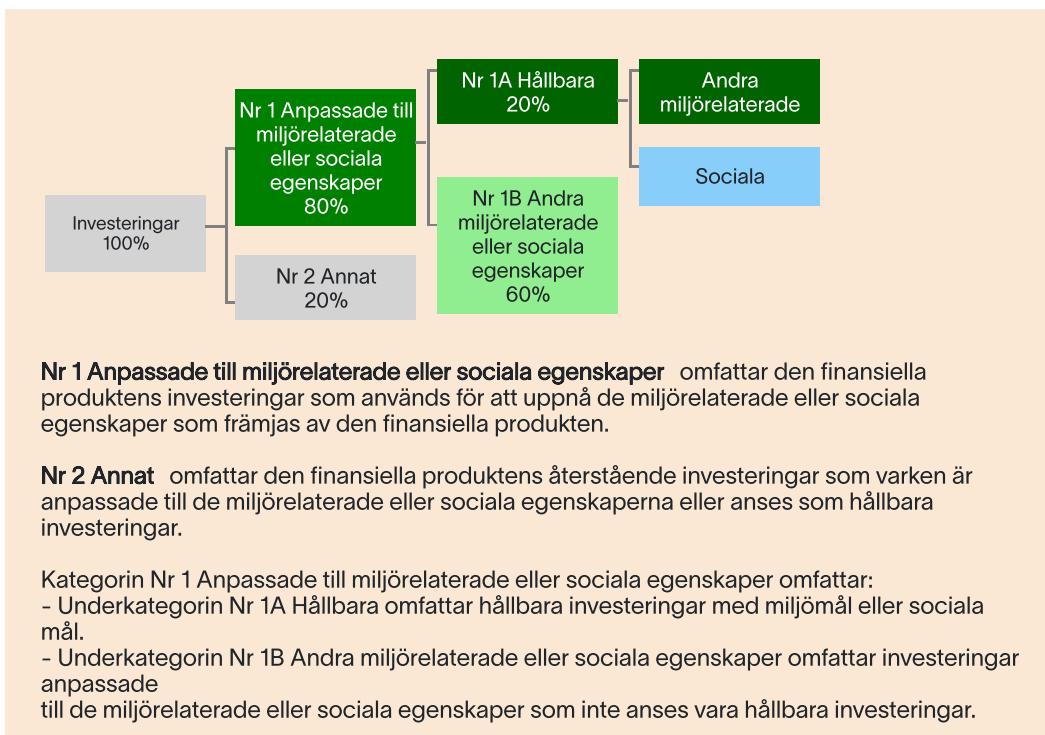 Investeringar
100%
Nr 1 Anpassade till
miljörelaterade
eller sociala
egenskaper
80%
Nr 2 Annat
20%
Nr 1A Hållbara
20%
Nr 1B Andra
miljörelaterade
eller sociala
egenskaper
60%
Andra
miljörelaterade
Sociala
Nr 1 Anpassade till miljörelaterade eller sociala egenskaper omfattar den finansiella
produktens investeringar som används för att uppnå de miljörelaterade eller sociala
egenskaper som främjas av den finansiella produkten.
Nr 2 Annat omfattar den finansiella produktens återstående investeringar som varken är
anpassade till de miljörelaterade eller sociala egenskaperna eller anses som hållbara
investeringar.
Kategorin Nr 1 Anpassade till miljörelaterade eller sociala egenskaper omfattar:
- Underkategorin Nr 1A Hållbara omfattar hållbara investeringar med miljömål eller sociala
mål.
- Underkategorin Nr 1B Andra miljörelaterade eller sociala egenskaper omfattar investeringar
anpassade
till de miljörelaterade eller sociala egenskaper som inte anses vara hållbara investeringar.